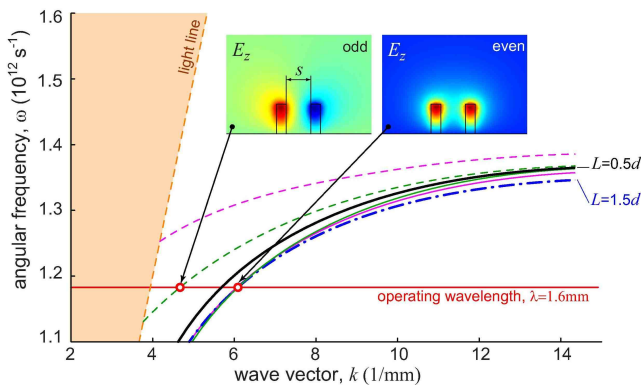 1.6
1.5
1.4
1.3
1.2
1.1
angular frequency, ω (10¹² s⁻¹)
light line
E_z
odd
s
E_z
even
L=0.5d
L=1.5d
operating wavelength, λ=1.6mm
2
4
6
8
10
12
14
wave vector, k (1/mm)